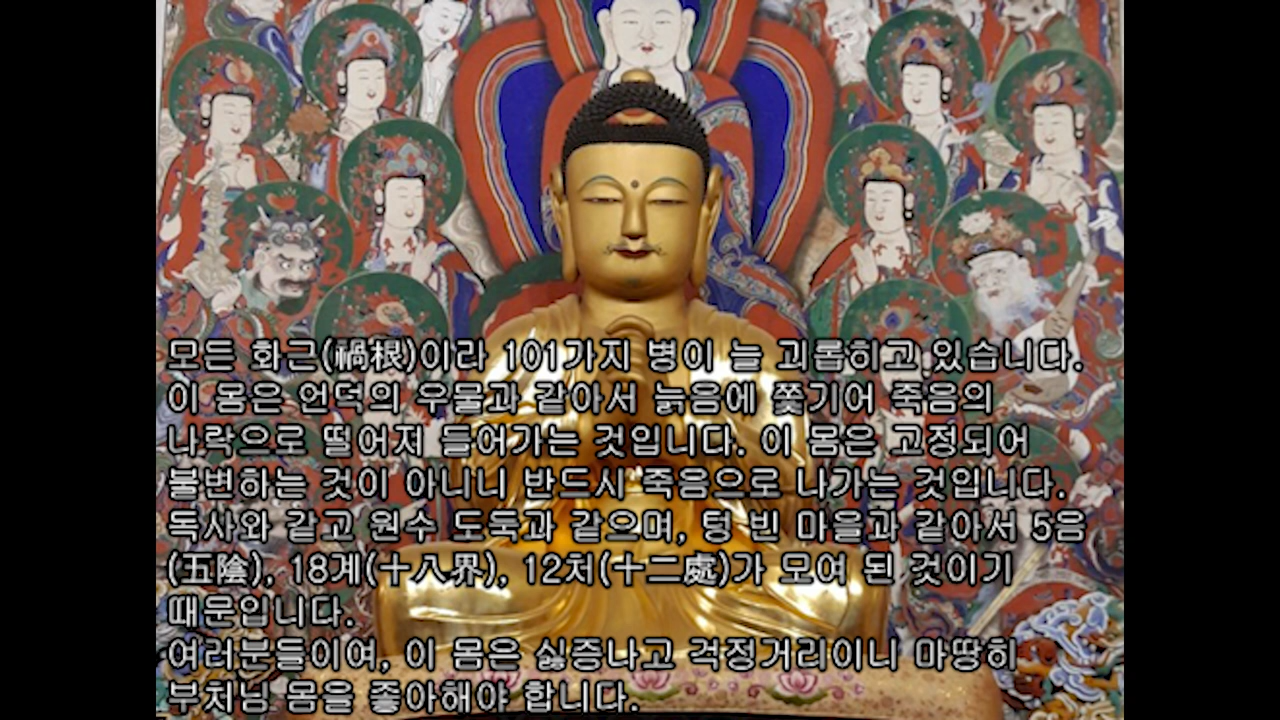 모든 화근(禍根)이라 101가지 병이 늘 괴롭히고 있습니다.
이 몸은 언덕의 우물과 같아서 늙음에 쫓기어 죽음의
나락으로 떨어져 들어가는 것입니다. 이 몸은 고정되어
불변하는 것이 아니니 반드시 죽음으로 나가는 것입니다.
독사와 같고 원수 도둑과 같으며, 텅 빈 마을과 같아서 5음
(五陰), 18계(十八界), 12처(十二處)가 모여 된 것이기
때문입니다.
여러분들이여, 이 몸은 싫증나고 걱정거리이니 마땅히
부처님 몸을 좋아해야 합니다.